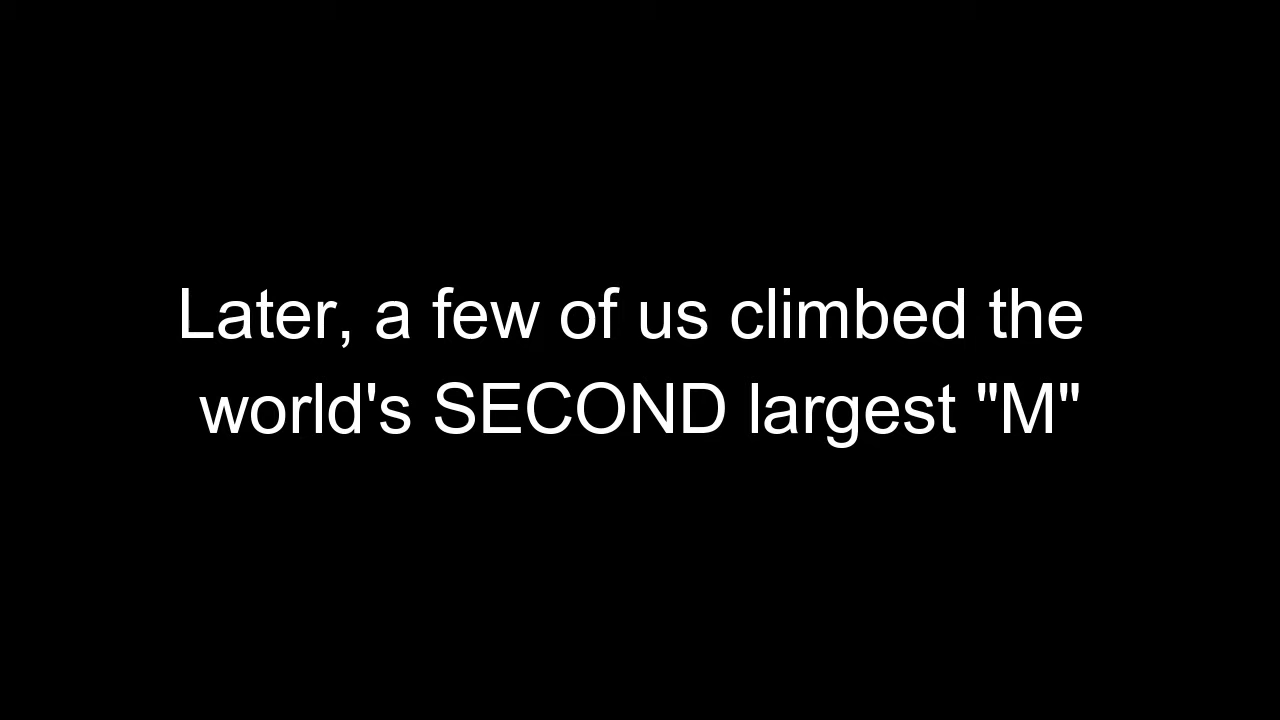 Later, a few of us climbed the
world's SECOND largest "M"